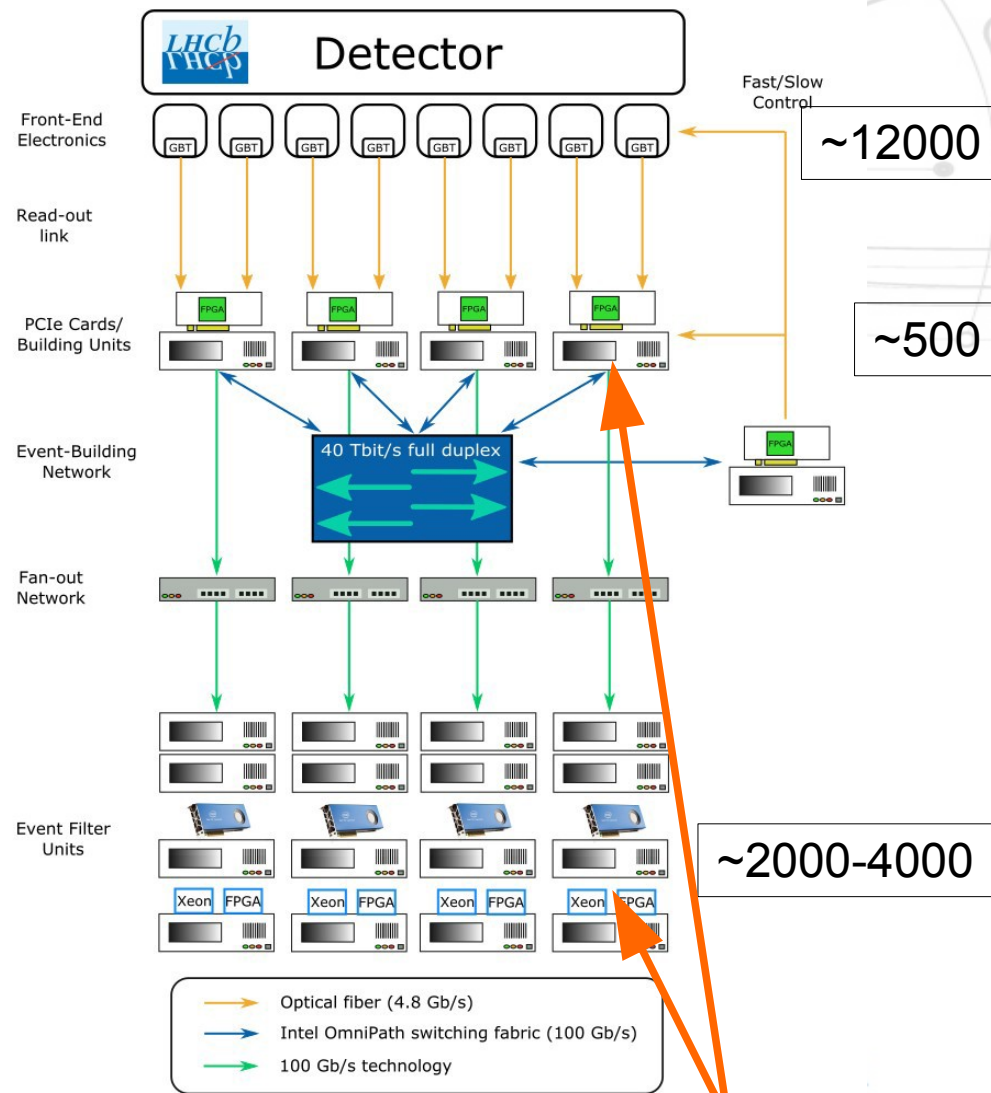 LHCb
LHCb
Detector
Fast/Slow
Control
Front-End
Electronics
GBT GBT GBT GBT GBT GBT GBT GBT
~12000
Read-out
link
PCIe Cards/
Building Units
FPGA FPGA FPGA FPGA
~500
Event-Building
Network
40 Tbit/s full duplex
FPGA
Fan-out
Network
Event Filter
Units
~2000-4000
Xeon FPGA Xeon FPGA Xeon FPGA Xeon FPGA
Optical fiber (4.8 Gb/s)
Intel OmniPath switching fabric (100 Gb/s)
100 Gb/s technology